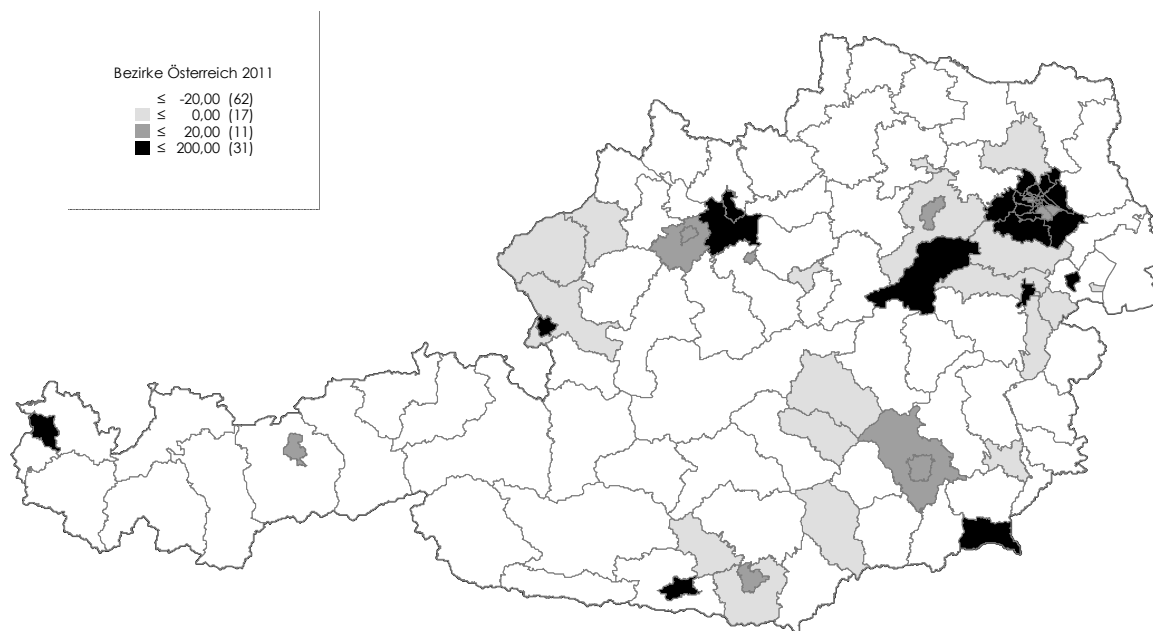 Bezirke Österreich 2011
≤ -20,00 (62)
≤ 0,00 (17)
≤ 20,00 (11)
≤ 200,00 (31)